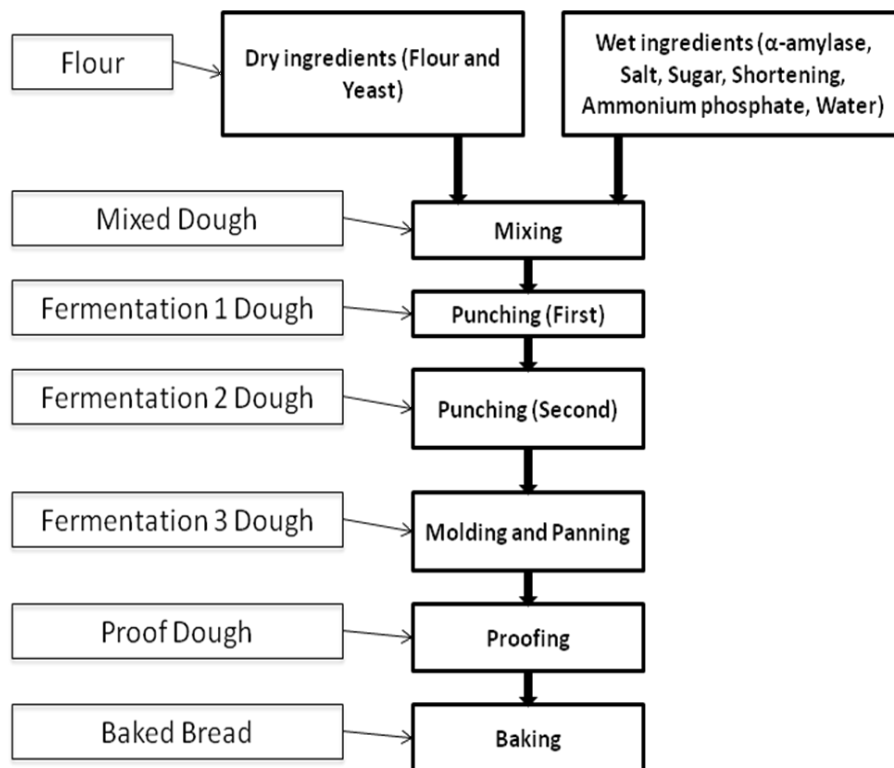 Flour
Dry ingredients (Flour and
Yeast)
Wet ingredients (α-amylase,
Salt, Sugar, Shortening,
Ammonium phosphate, Water)
Mixed Dough
Mixing
Fermentation 1 Dough
Punching (First)
Fermentation 2 Dough
Punching (Second)
Fermentation 3 Dough
Molding and Panning
Proof Dough
Proofing
Baked Bread
Baking